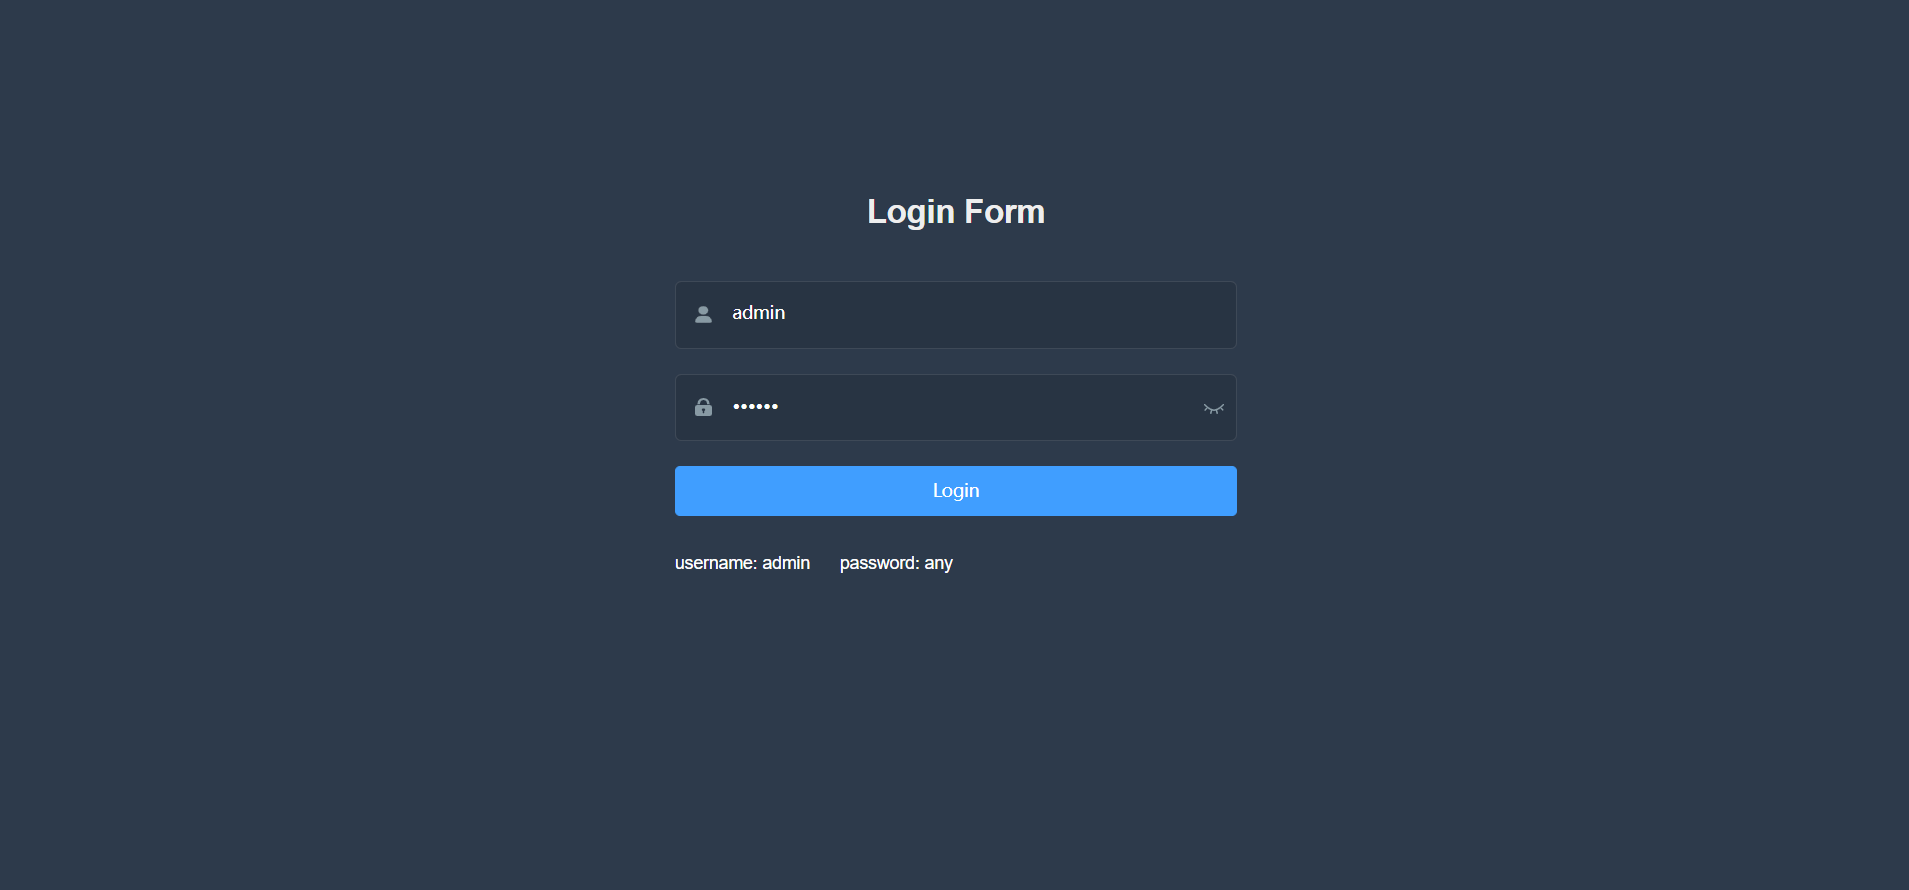 Login Form
admin
••••••
Login
username: admin password: any